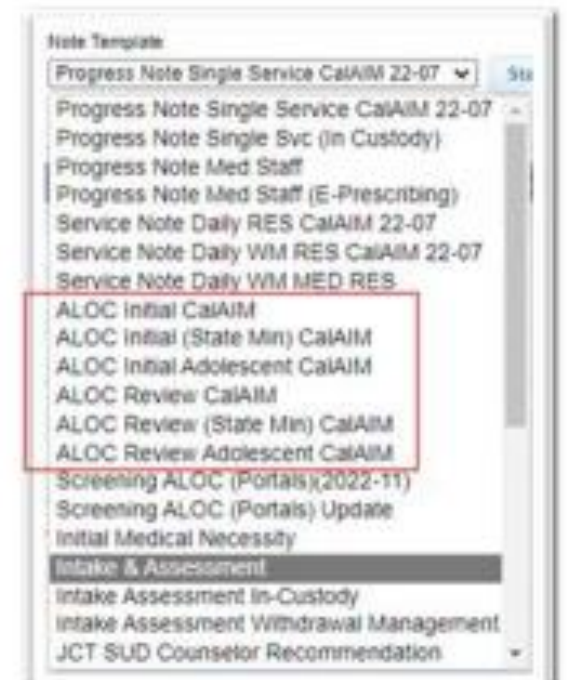 Note Template
Progress Note Single Service CalAIM 22-07
Progress Note Single Service CalAIM 22-07
Progress Note Single Svc (In Custody)
Progress Note Med Staff
Progress Note Med Staff (E-Prescribing)
Service Note Daily RES CalAIM 22-07
Service Note Daily WM RES CalAIM 22-07
Service Note Daily WM MED RES
ALOC Initial CalAIM
ALOC Initial (State Min) CalAIM
ALOC Initial Adolescent CalAIM
ALOC Review CalAIM
ALOC Review (State Min) CalAIM
ALOC Review Adolescent CalAIM
Screening ALOC (Portals)(2022-11)
Screening ALOC (Portals) Update
Initial Medical Necessity
Intake & Assessment
Intake Assessment In-Custody
Intake Assessment Withdrawal Management
JCT SUD Counselor Recommendation